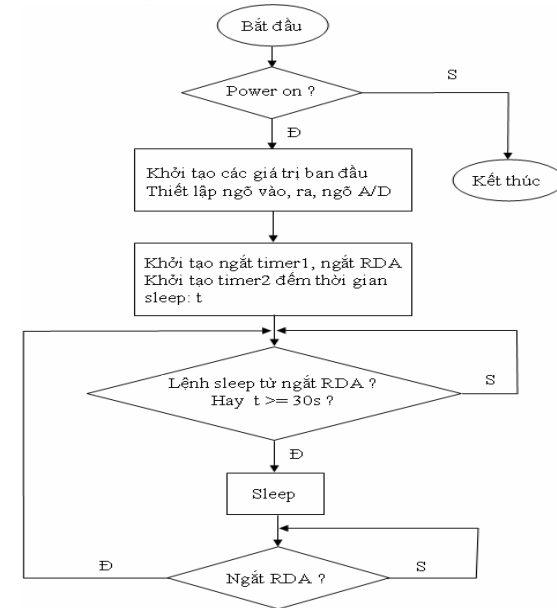 Bắt đầu
Power on ?
S
Đ
Khởi tạo các giá trị ban đầu
Thiết lập ngõ vào, ra, ngõ A/D
Kết thúc
Khởi tạo ngắt timer1, ngắt RDA
Khởi tạo timer2 đếm thời gian
sleep: t
Lệnh sleep từ ngắt RDA ?
Hay t >= 30s ?
S
Đ
Sleep
Đ
Ngắt RDA ?
S